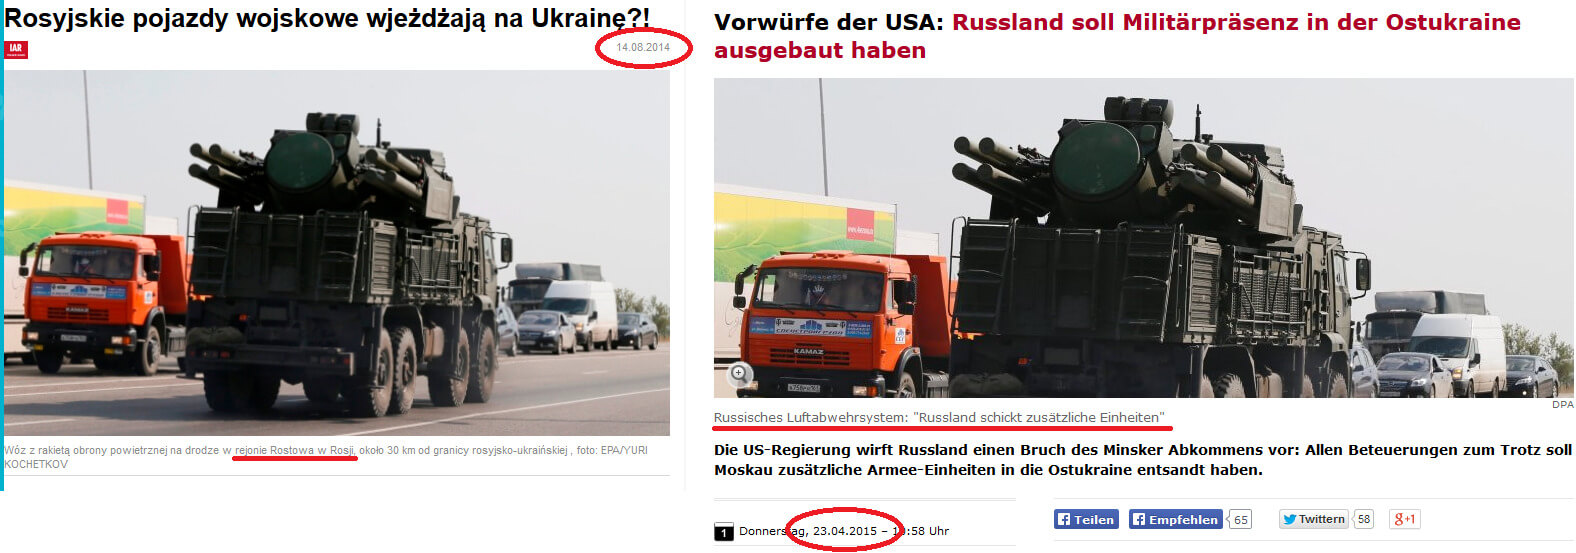 Rosyjskie pojazdy wojskowe wjeżdżają na Ukrainę?!
IAR
14.08.2014
KAMAZ
Wóz z rakietą obrony powietrznej na drodze w rejonie Rostowa w Rosji, około 30 km od granicy rosyjsko-ukraińskiej , foto: EPA/YURI
KOCHETKOV
Vorwürfe der USA: Russland soll Militärpräsenz in der Ostukraine
ausgebaut haben
СПЕЦСТРОЙГРАД
KAMAZ
DPA
Russisches Luftabwehrsystem: "Russland schickt zusätzliche Einheiten"
Die US-Regierung wirft Russland einen Bruch des Minsker Abkommens vor: Allen Beteuerungen zum Trotz soll
Moskau zusätzliche Armee-Einheiten in die Ostukraine entsandt haben.
1 Donnerstag, 23.04.2015 – :58 Uhr
Teilen Empfehlen 65 Twittern 58 +1